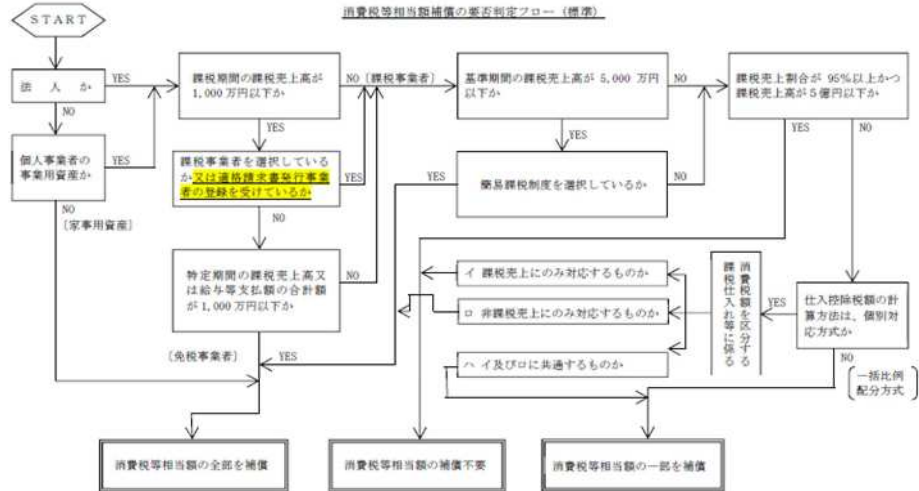 消費税等相当額補償の要否判定フロー（標準）
START
法人か
YES
NO
個人事業者の
事業用資産か
YES
NO
〔家事用資産〕
課税期間の課税売上高が
1,000万円以下か
NO〔課税事業者〕
YES
課税事業者を選択している
か又は適格請求書発行事業
者の登録を受けているか
YES
NO
特定期間の課税売上高又
は給与等支払額の合計額
が1,000万円以下か
NO
〔免税事業者〕
YES
基準期間の課税売上高が5,000万円
以下か
NO
YES
簡易課税制度を選択しているか
YES
NO
課税売上割合が95％以上かつ
課税売上高が5億円以下か
YES
NO
仕入控除税額の計
算方法は、個別対
応方式か
YES
NO
〔一括比例
配分方式〕
消費税額を区分する
課税仕入れ等に係る
イ 課税売上にのみ対応するものか
ロ 非課税売上にのみ対応するものか
ハ イ及びロに共通するものか
消費税等相当額の全部を補償
消費税等相当額の補償不要
消費税等相当額の一部を補償